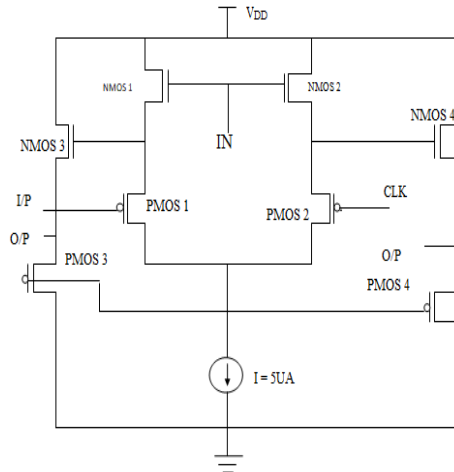 VDD
NMOS 1
NMOS 2
NMOS 4
NMOS 3
IN
I/P
PMOS 1
PMOS 2
CLK
O/P
PMOS 3
O/P
PMOS 4
I = 5UA